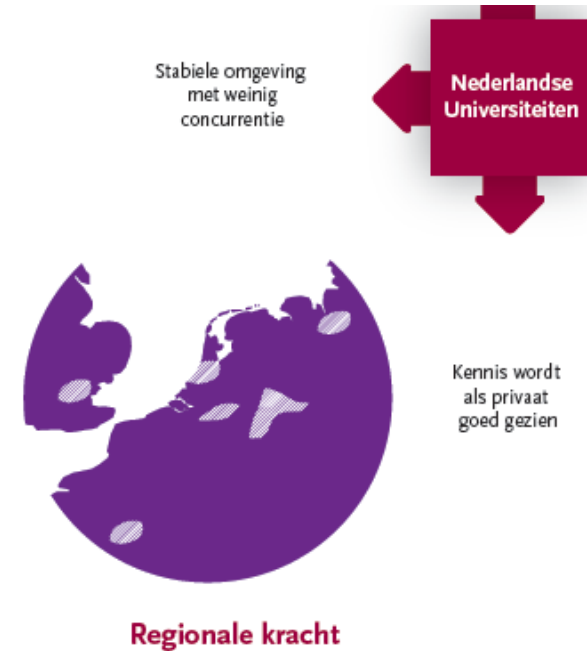 Stabiele omgeving
met weinig
concurrentie
Nederlandse
Universiteiten
Kennis wordt
als privaat
goed gezien
Regionale kracht